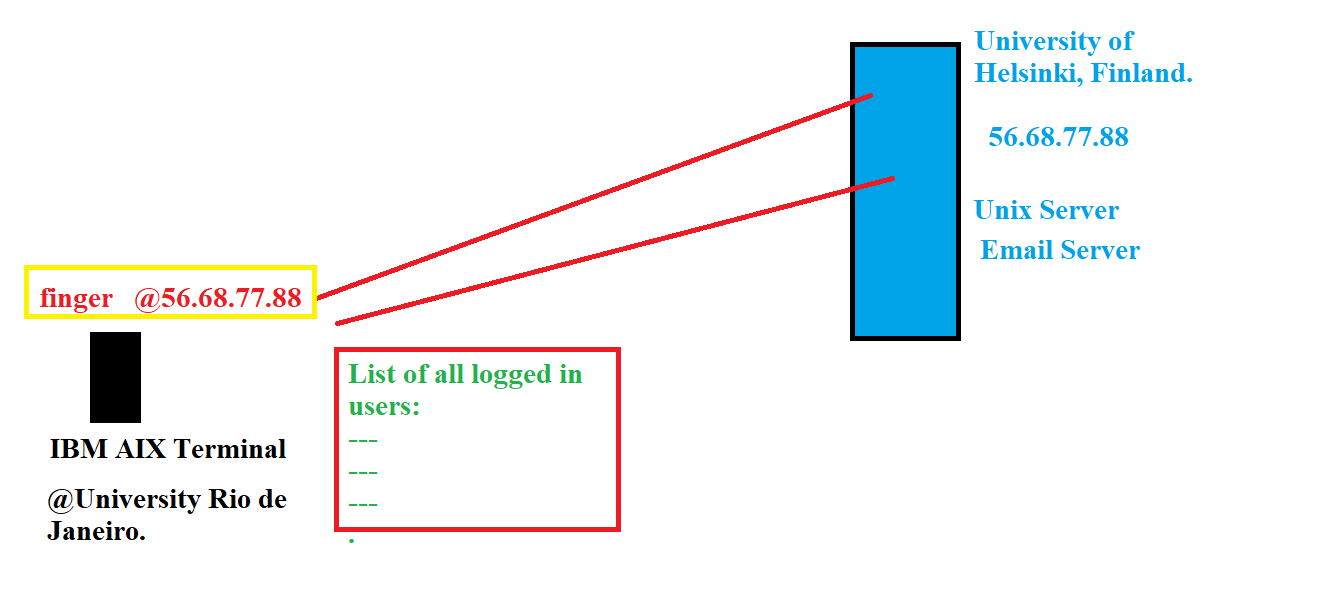 University of
Helsinki, Finland.
56.68.77.88
Unix Server
Email Server
finger @56.68.77.88
List of all logged in
users:
---
---
---
.
IBM AIX Terminal
@University Rio de
Janeiro.